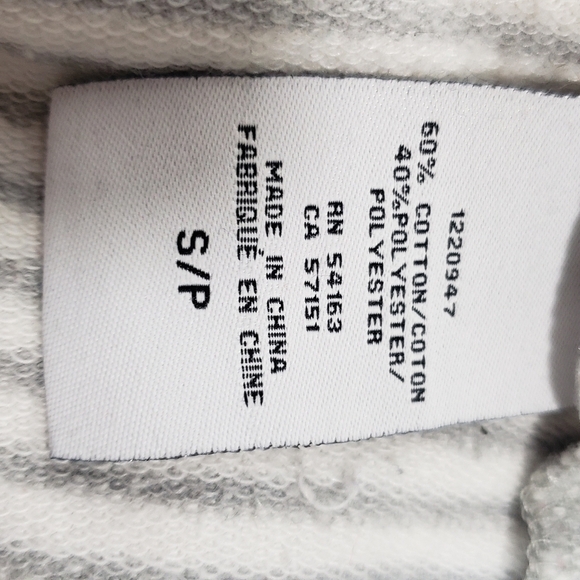 1220947
60% COTTON/COTON
40%POLYESTER/
POLYESTER
RN 54163
CA 57151
MADE IN CHINA
FABRIQUÉ EN CHINE
S/P